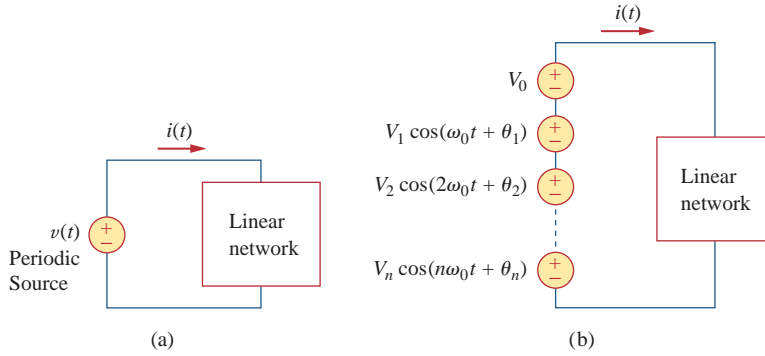 i(t)
v(t)
Periodic
Source
+
−
Linear
network
(a)
i(t)
V₀
+
−
V₁ cos(ω₀t + θ₁)
+
−
V₂ cos(2ω₀t + θ₂)
+
−
Vₙ cos(nω₀t + θₙ)
+
−
Linear
network
(b)